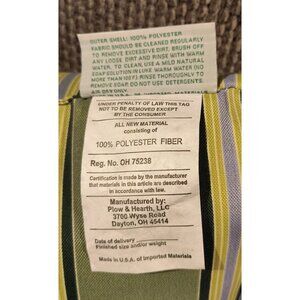 OUTER SHELL: 100% POLYESTER
FABRIC SHOULD BE CLEANED REGULARLY
TO REMOVE EXCESSIVE DIRT; BRUSH OFF
ANY LOOSE DIRT AND RINSE WITH WARM
WATER. TO CLEAN, USE A MILD NATURAL
SOAP SOLUTION IN LUKE WARM WATER (NO
MORE THAN RINSE THOROUGHLY TO
REMOVE SOAP. DO NOT USE DETERGENTS.
AIR DRY ONLY
UNDER PENALTY OF LAW THIS TAG
NOT TO BE REMOVED EXCEPT
BY THE CONSUMER
ALL NEW MATERIAL
consisting of
100% POLYESTER FIBER
Reg. No. OH 75238
Certification is made by the manufacturer
that materials in this article are described
in accordance with law.
Manufactured by:
Plow & Hearth, LLC
3700 Wyse Road
Dayton, OH 45414
Date of delivery
Finished size and/or weight
Made in U.S.A. of Imported Materials